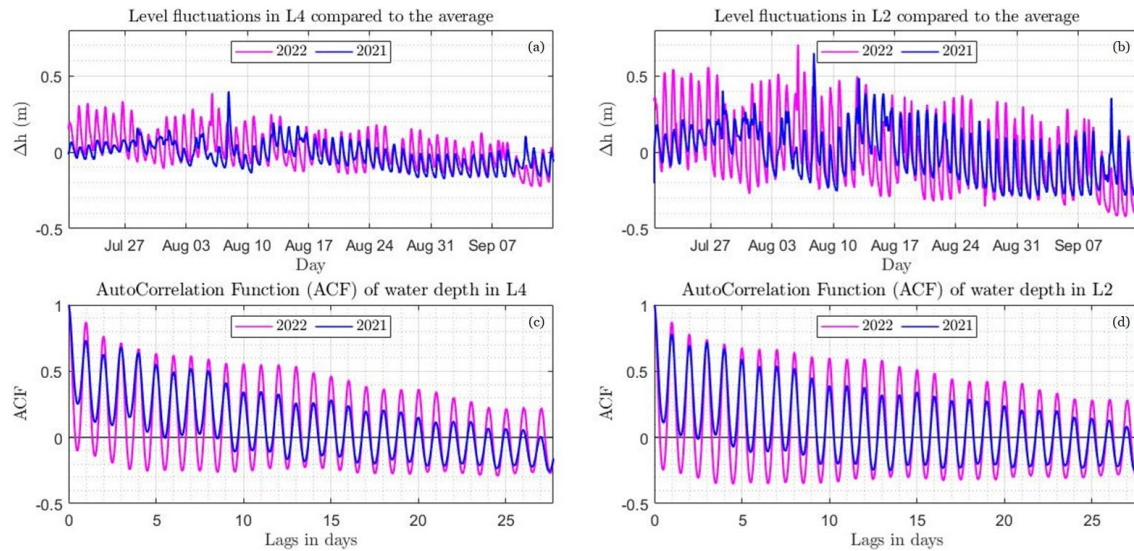 Level fluctuations in L4 compared to the average
(a)
2022 2021
0.5
0
-0.5
Δh (m)
Jul 27 Aug 03 Aug 10 Aug 17 Aug 24 Aug 31 Sep 07
Day
Level fluctuations in L2 compared to the average
(b)
2022 2021
0.5
0
-0.5
Δh (m)
Jul 27 Aug 03 Aug 10 Aug 17 Aug 24 Aug 31 Sep 07
Day
AutoCorrelation Function (ACF) of water depth in L4
(c)
2022 2021
1
0.5
0
-0.5
ACF
0 5 10 15 20 25
Lags in days
AutoCorrelation Function (ACF) of water depth in L2
(d)
2022 2021
1
0.5
0
-0.5
ACF
0 5 10 15 20 25
Lags in days